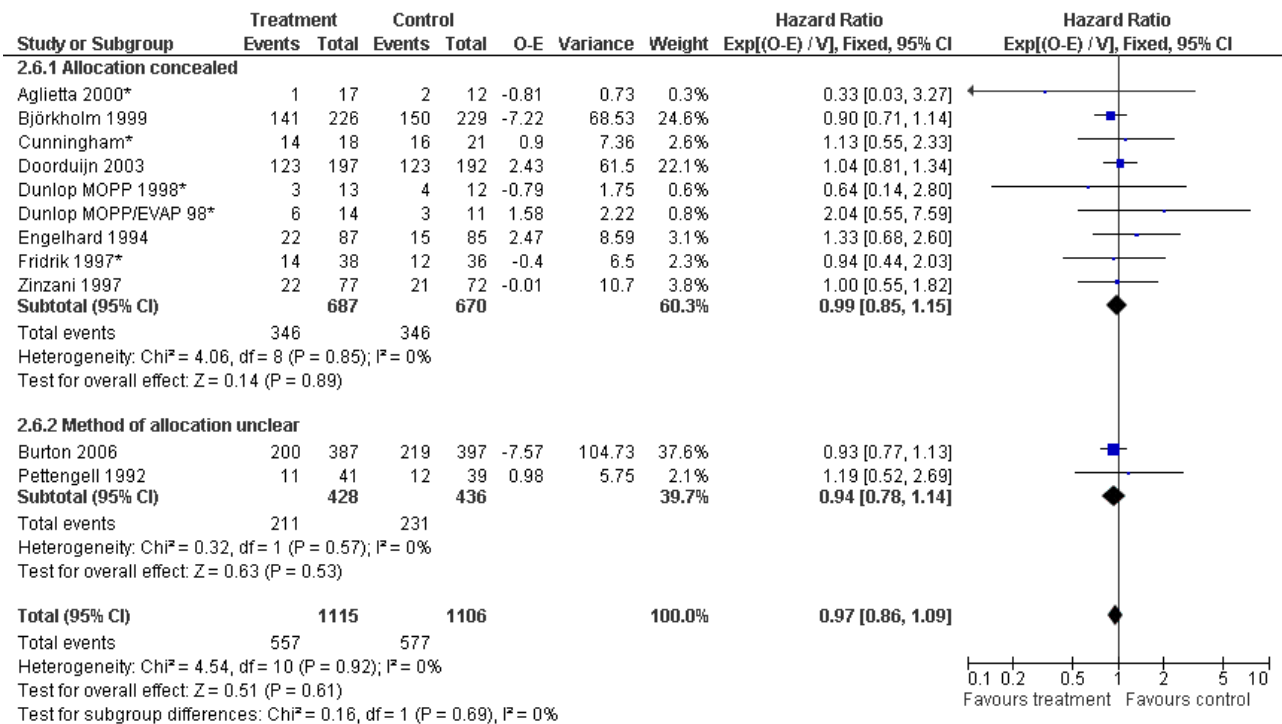 Treatment Control Hazard Ratio Hazard Ratio
Study or Subgroup Events Total Events Total O-E Variance Weight Exp[(O-E) / V], Fixed, 95% CI Exp[(O-E) / V], Fixed, 95% CI
2.6.1 Allocation concealed
Aglietta 2000* 1 17 2 12 -0.81 0.73 0.3% 0.33 [0.03, 3.27]
Björkholm 1999 141 226 150 229 -7.22 68.53 24.6% 0.90 [0.71, 1.14]
Cunningham* 14 18 16 21 0.9 7.36 2.6% 1.13 [0.55, 2.33]
Doorduijn 2003 123 197 123 192 2.43 61.5 22.1% 1.04 [0.81, 1.34]
Dunlop MOPP 1998* 3 13 4 12 -0.79 1.75 0.6% 0.64 [0.14, 2.80]
Dunlop MOPP/EVAP 98* 6 14 3 11 1.58 2.22 0.8% 2.04 [0.55, 7.59]
Engelhard 1994 22 87 15 85 2.47 8.59 3.1% 1.33 [0.68, 2.60]
Fridrik 1997* 14 38 12 36 -0.4 6.5 2.3% 0.94 [0.44, 2.03]
Zinzani 1997 22 77 21 72 -0.01 10.7 3.8% 1.00 [0.55, 1.82]
Subtotal (95% CI) 687 670 60.3% 0.99 [0.85, 1.15]
Total events 346 346
Heterogeneity: Chi² = 4.06, df = 8 (P = 0.85); I² = 0%
Test for overall effect: Z = 0.14 (P = 0.89)
2.6.2 Method of allocation unclear
Burton 2006 200 387 219 397 -7.57 104.73 37.6% 0.93 [0.77, 1.13]
Pettengell 1992 11 41 12 39 0.98 5.75 2.1% 1.19 [0.52, 2.69]
Subtotal (95% CI) 428 436 39.7% 0.94 [0.78, 1.14]
Total events 211 231
Heterogeneity: Chi² = 0.32, df = 1 (P = 0.57); I² = 0%
Test for overall effect: Z = 0.63 (P = 0.53)
Total (95% CI) 1115 1106 100.0% 0.97 [0.86, 1.09]
Total events 557 577
Heterogeneity: Chi² = 4.54, df = 10 (P = 0.92); I² = 0%
Test for overall effect: Z = 0.51 (P = 0.61)
Test for subgroup differences: Chi² = 0.16, df = 1 (P = 0.69), I² = 0%
0.1 0.2 0.5 1 2 5 10
Favours treatment Favours control